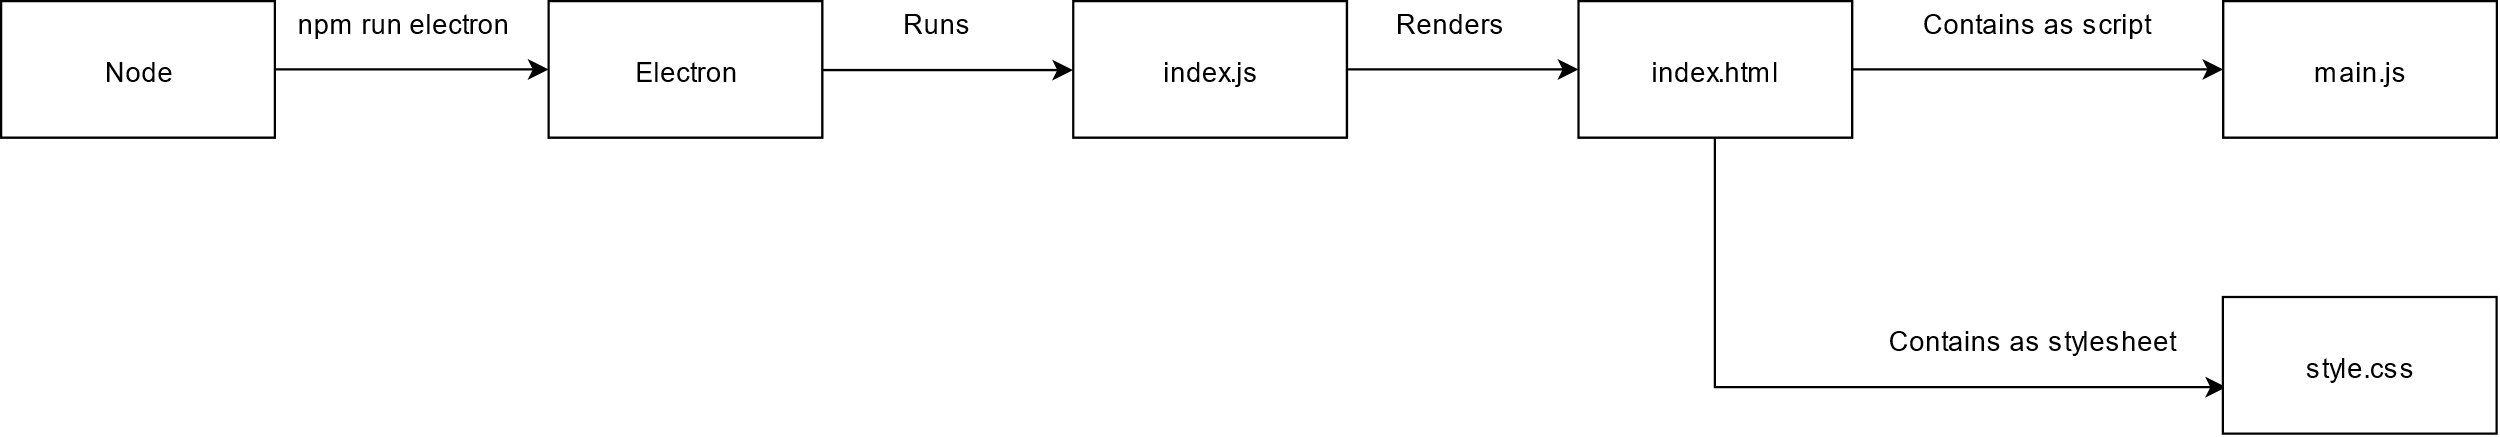 Node
npm run electron
Electron
Runs
index.js
Renders
index.html
Contains as script
main.js
Contains as stylesheet
style.css